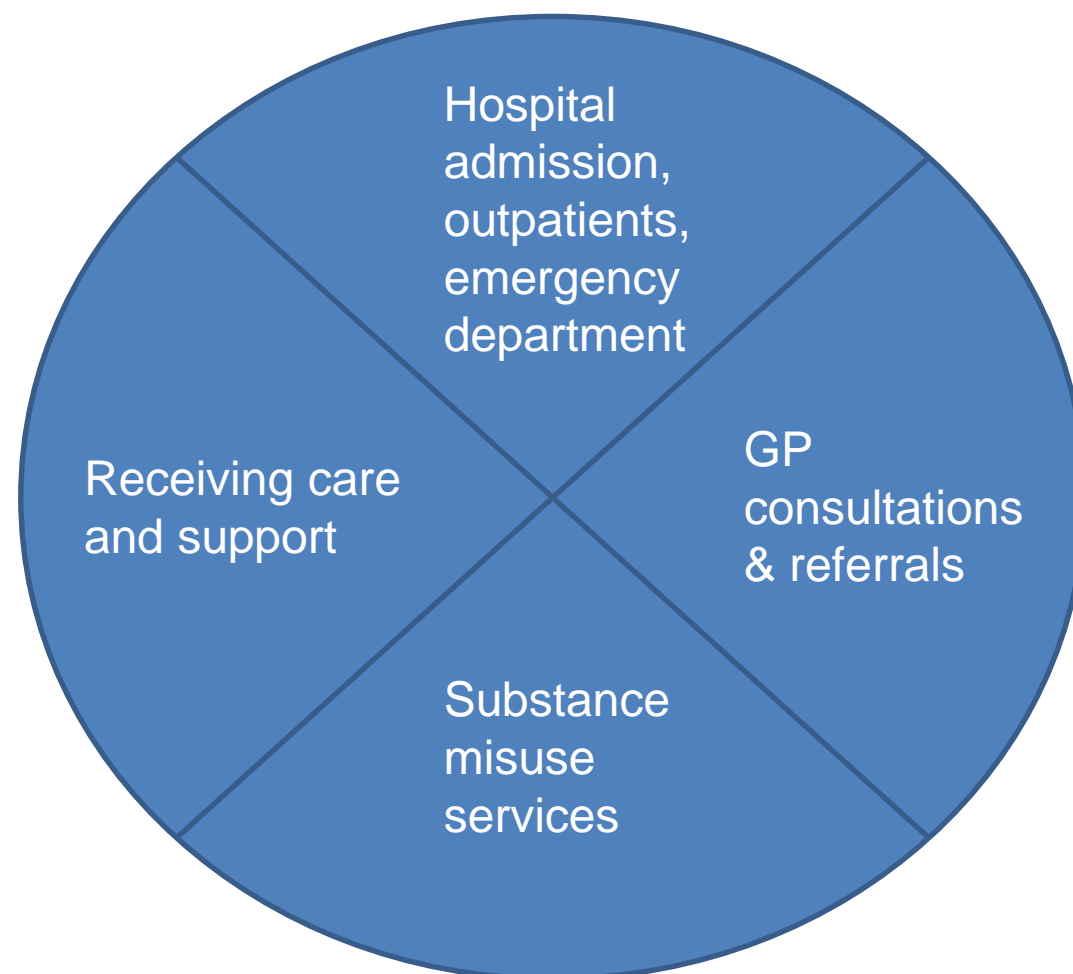 Hospital
admission,
outpatients,
emergency
department
GP
consultations
& referrals
Receiving care
and support
Substance
misuse
services